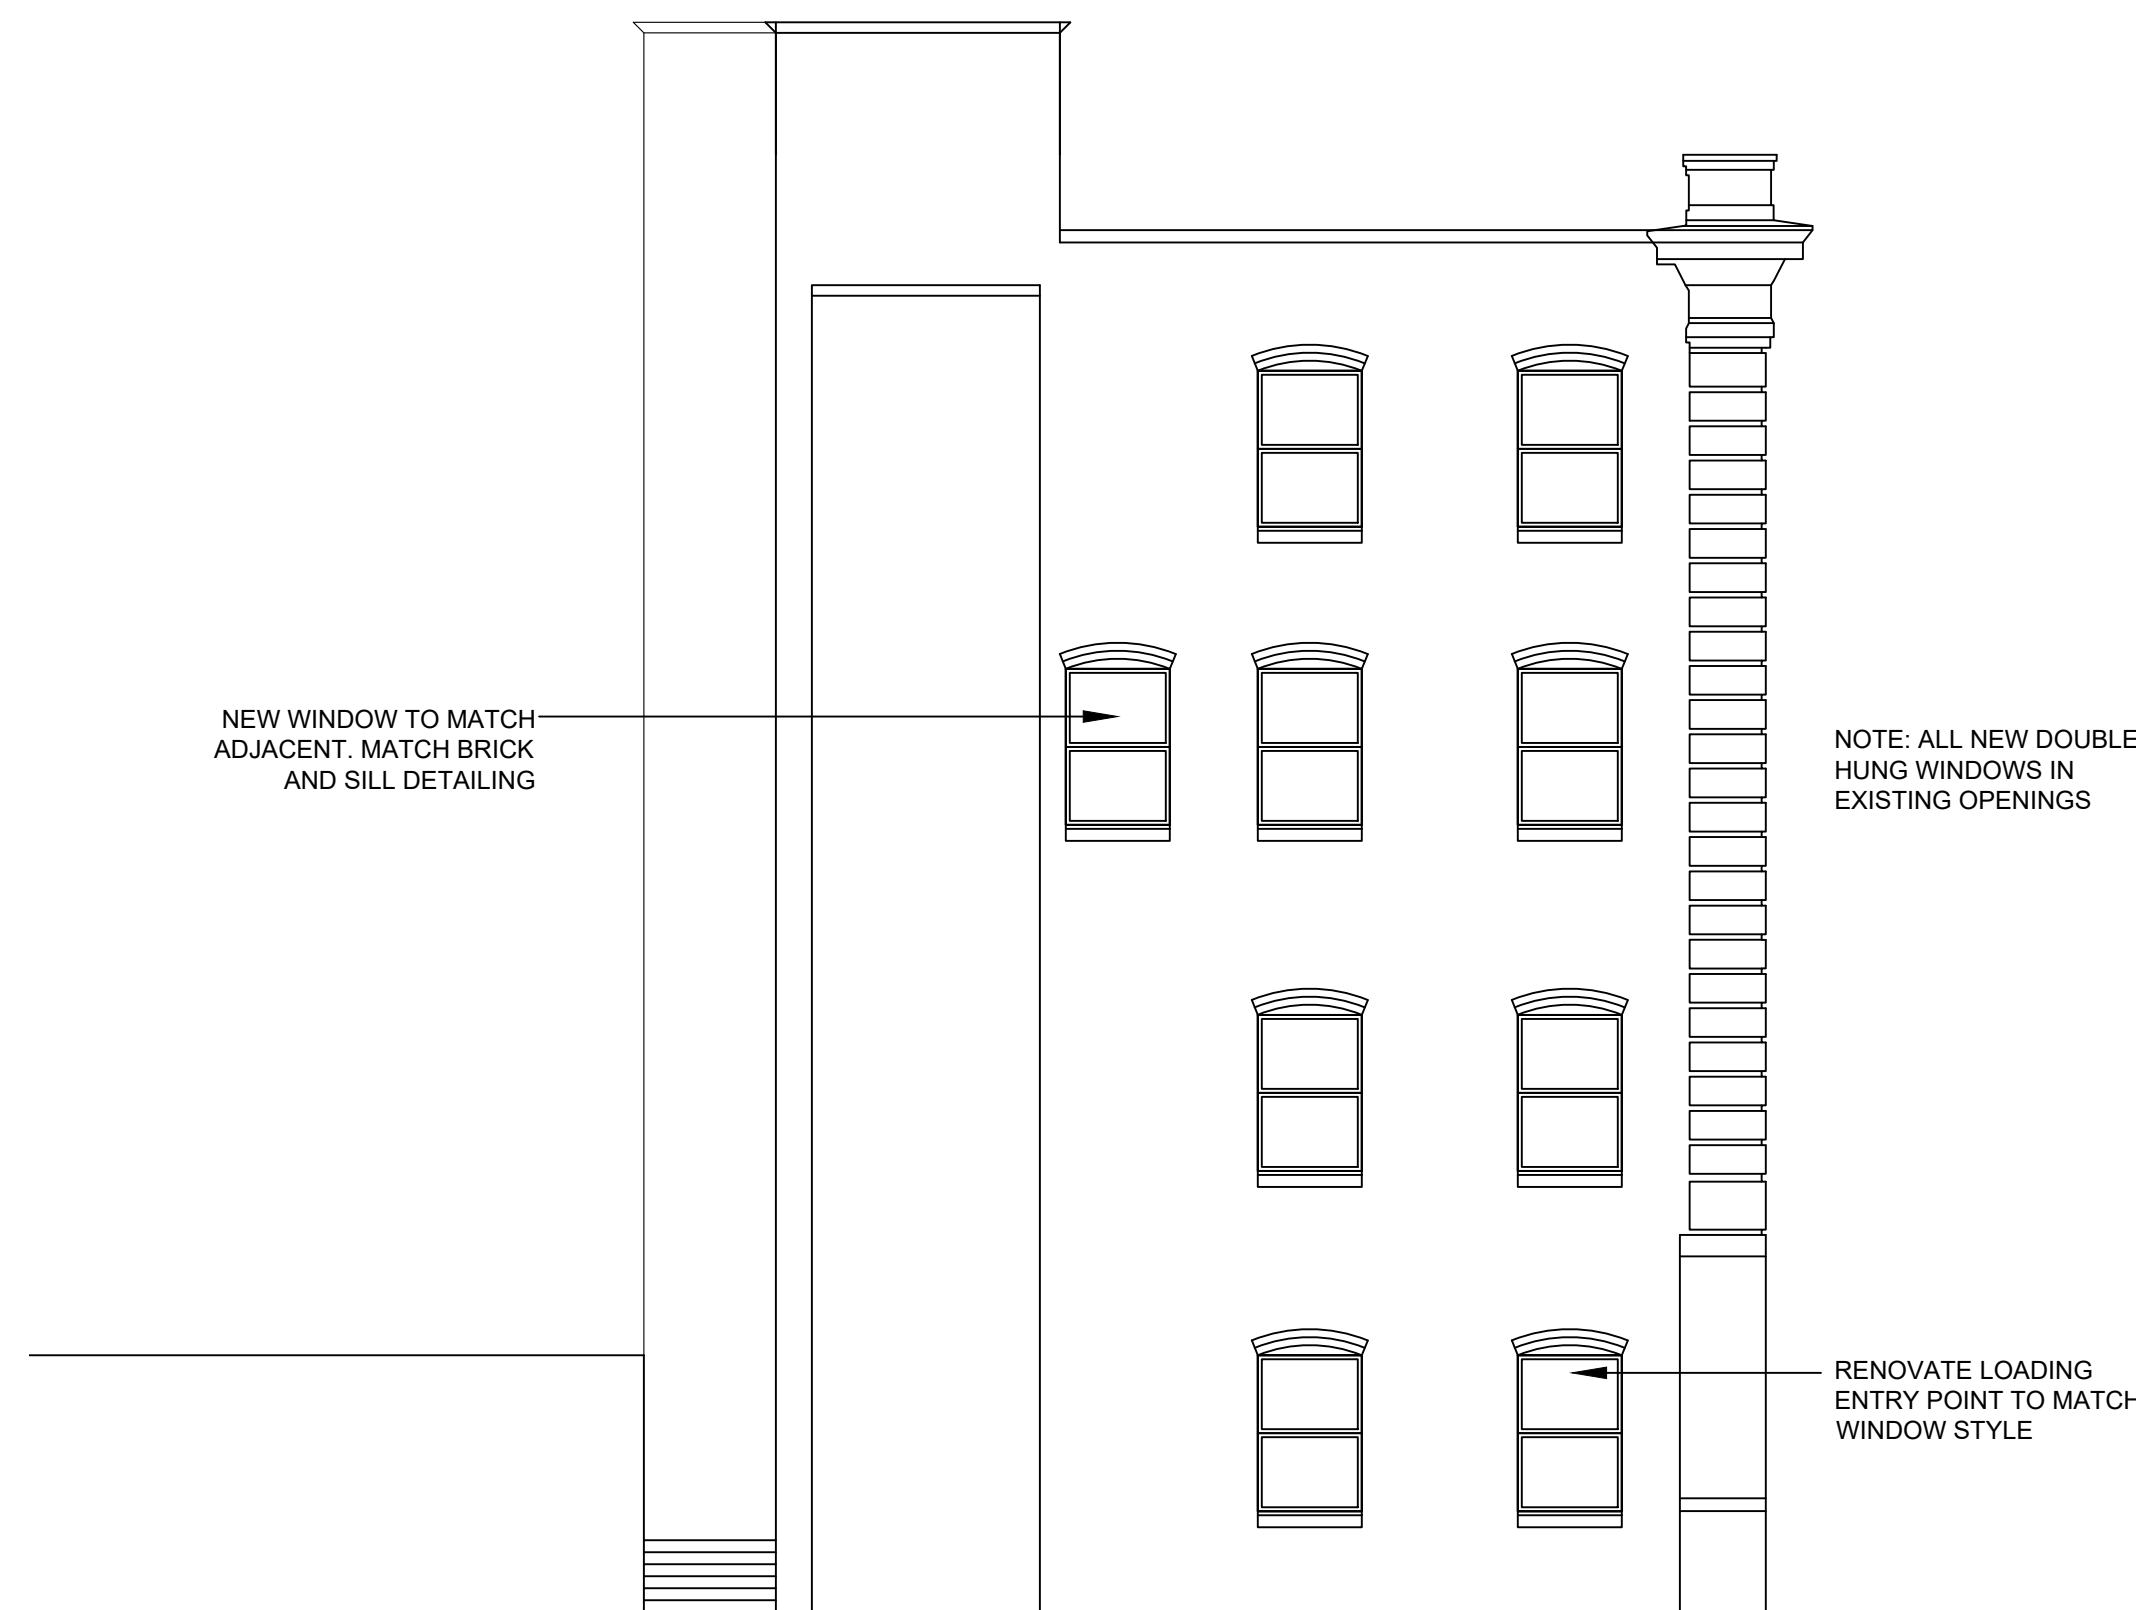 NEW WINDOW TO MATCH
ADJACENT. MATCH BRICK
AND SILL DETAILING
NOTE: ALL NEW DOUBLE
HUNG WINDOWS IN
EXISTING OPENINGS
RENOVATE LOADING
ENTRY POINT TO MATCH
WINDOW STYLE